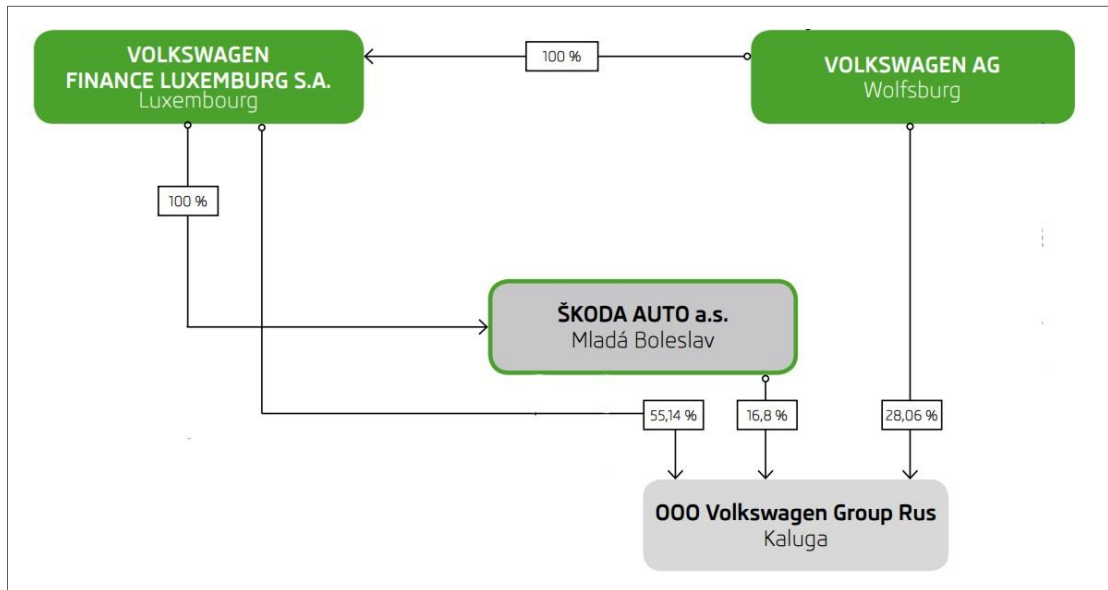 VOLKSWAGEN
FINANCE LUXEMBURG S.A.
Luxembourg
100 %
VOLKSWAGEN AG
Wolfsburg
100 %
ŠKODA AUTO a.s.
Mladá Boleslav
55,14 %
16,8 %
28,06 %
OOO Volkswagen Group Rus
Kaluga